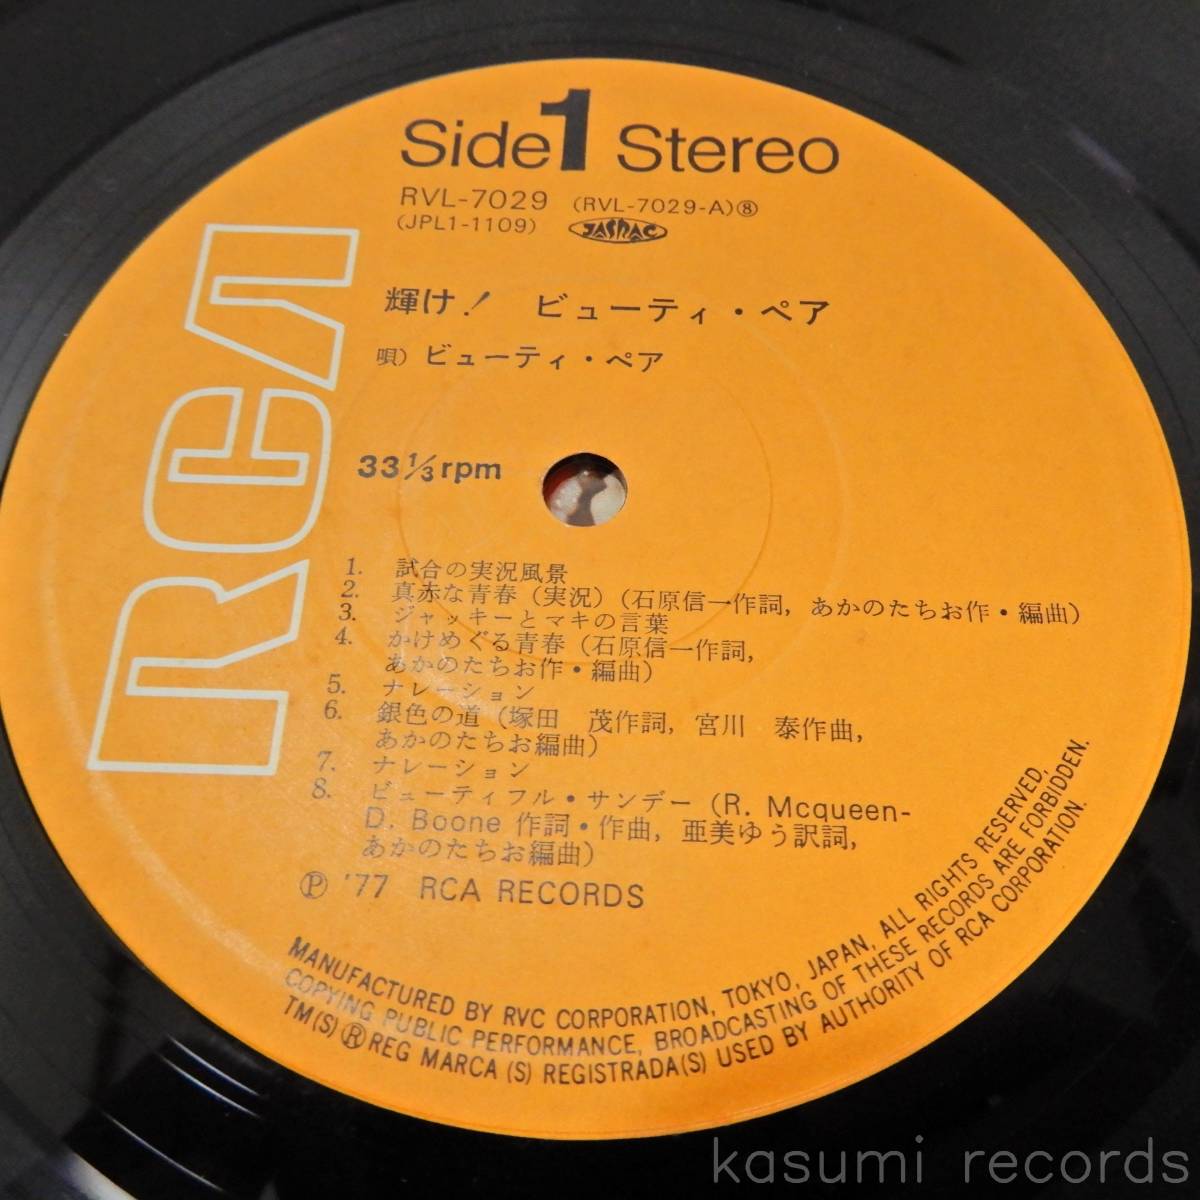 Side 1 Stereo
RVL-7029 (RVL-7029-A)⑧
(JPL1-1109) JASRAC
輝け! ビューティ・ペア
唄) ビューティ・ペア
RCA
33 1/3 rpm
1. 試合の実況風景
2. 真赤な青春 (実況) (石原信一作詞, あかのたちお作・編曲)
3. ジャッキーとマキの言葉
4. かけめぐる青春 (石原信一作詞,
あかのたちお作・編曲)
5. ナレーション
6. 銀色の道 (塚田 茂作詞, 宮川 泰作曲,
あかのたちお編曲)
7. ナレーション
8. ビューティフル・サンデー (R. Mcqueen-
D. Boone 作詞・作曲, 亜美ゆう訳詞,
あかのたちお編曲)
Ⓟ '77 RCA RECORDS
MANUFACTURED BY RVC CORPORATION, TOKYO, JAPAN, ALL RIGHTS RESERVED,
COPYING PUBLIC PERFORMANCE, BROADCASTING OF THESE RECORDS ARE FORBIDDEN.
TM(S) ® REG MARCA (S) REGISTRADA(S) USED BY AUTHORITY OF RCA CORPORATION.
kasumi records